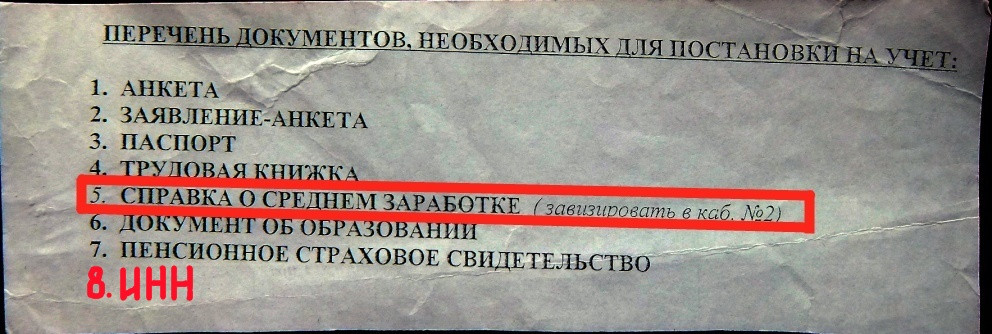 ПЕРЕЧЕНЬ ДОКУМЕНТОВ, НЕОБХОДИМЫХ ДЛЯ ПОСТАНОВКИ НА УЧЕТ:
1. АНКЕТА
2. ЗАЯВЛЕНИЕ-АНКЕТА
3. ПАСПОРТ
4. ТРУДОВАЯ КНИЖКА
5. СПРАВКА О СРЕДНЕМ ЗАРАБОТКЕ (завизировать в каб. №2)
6. ДОКУМЕНТ ОБ ОБРАЗОВАНИИ
7. ПЕНСИОННОЕ СТРАХОВОЕ СВИДЕТЕЛЬСТВО
8. ИНН